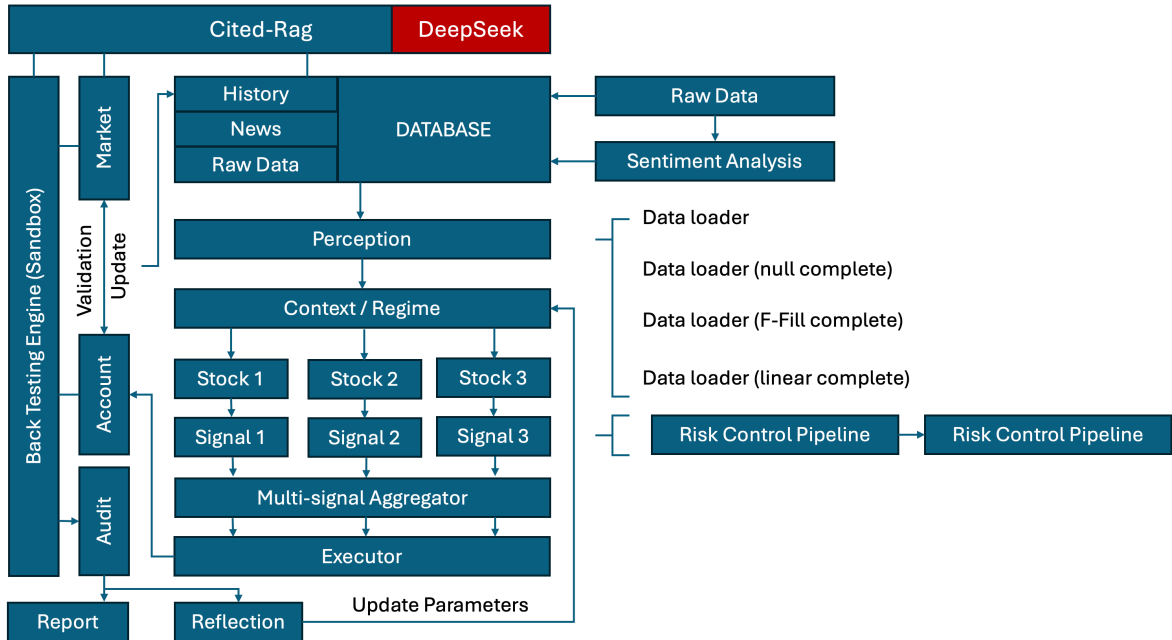 Cited-Rag
DeepSeek
Back Testing Engine (Sandbox)
Market
Validation
Update
Account
Audit
History
News
Raw Data
DATABASE
Raw Data
Sentiment Analysis
Perception
Context / Regime
Stock 1
Stock 2
Stock 3
Signal 1
Signal 2
Signal 3
Multi-signal Aggregator
Executor
Data loader
Data loader (null complete)
Data loader (F-Fill complete)
Data loader (linear complete)
Risk Control Pipeline
Risk Control Pipeline
Report
Reflection
Update Parameters